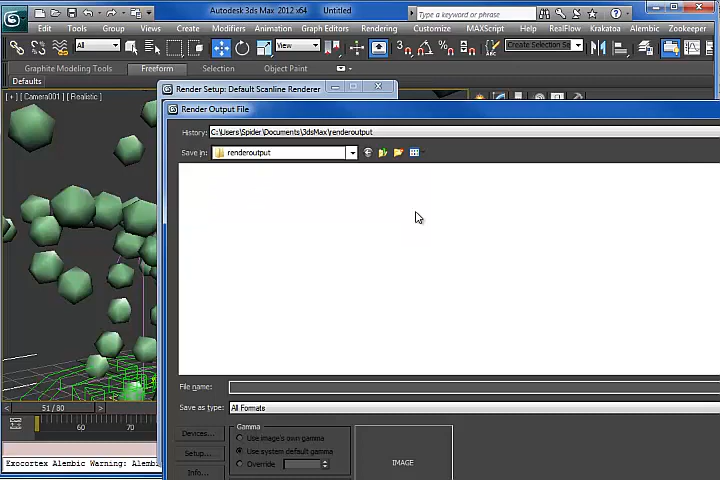 Autodesk 3ds Max 2012 x64 Untitled
Type a keyword or phrase
Edit Tools Group Views Create Modifiers Animation Graph Editors Rendering Customize MAXScript Help RealFlow Krakatoa Alembic Zookeeper
All View Create Selection Se
Graphite Modeling Tools Freeform Selection Object Paint
Defaults
Render Setup: Default Scanline Renderer
[ + ] [ Camera001 ] [ Realistic ]
Render Output File
History: C:\Users\Spider\Documents\3dsMax\renderoutput
Save in: renderoutput
File name:
Save as type: All Formats
51 / 80
60 70
Devices...
Setup...
Info...
Gamma
Use image's own gamma
Use system default gamma
Override
IMAGE
Exocortex Alembic Warning: Alemb